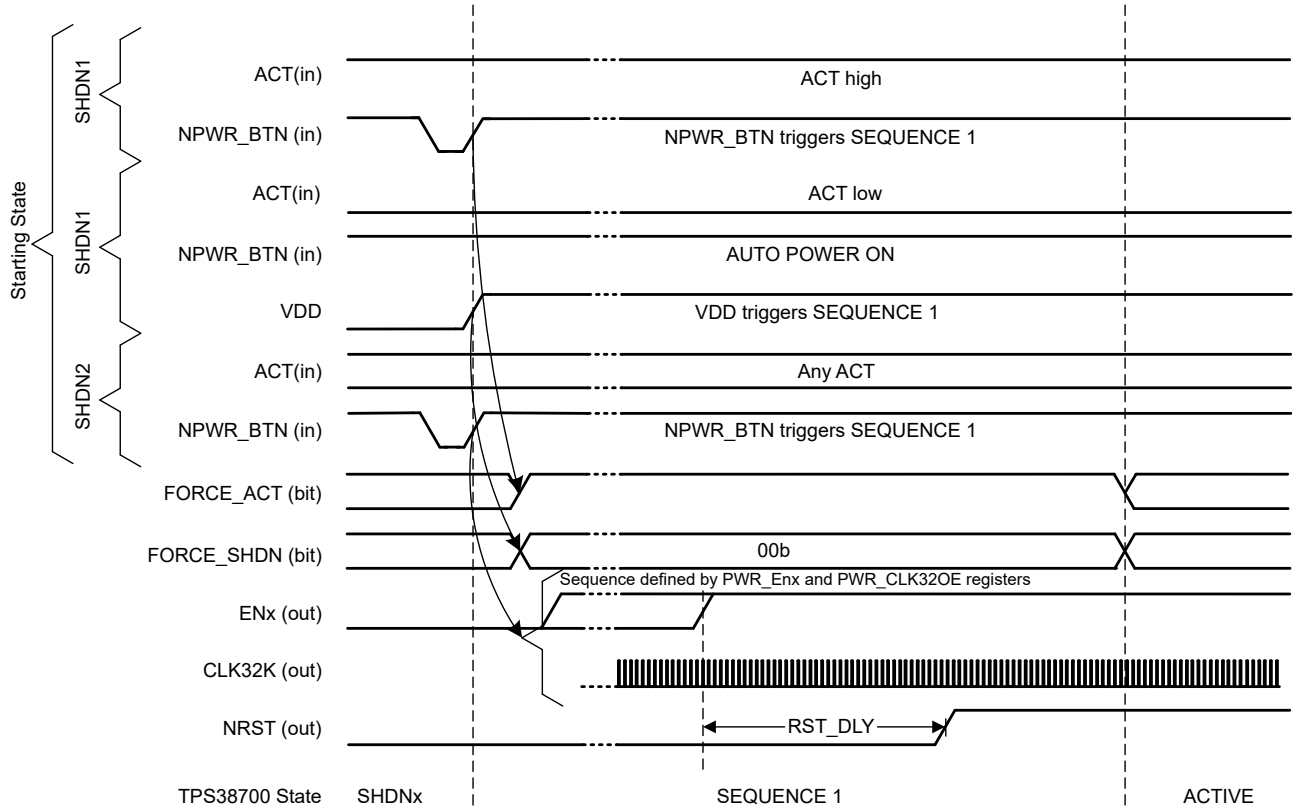 Starting State
SHDN1
ACT(in)
ACT high
NPWR_BTN (in)
NPWR_BTN triggers SEQUENCE 1
SHDN1
ACT(in)
ACT low
NPWR_BTN (in)
AUTO POWER ON
VDD
VDD triggers SEQUENCE 1
SHDN2
ACT(in)
Any ACT
NPWR_BTN (in)
NPWR_BTN triggers SEQUENCE 1
FORCE_ACT (bit)
FORCE_SHDN (bit)
00b
Sequence defined by PWR_Enx and PWR_CLK32OE registers
ENx (out)
CLK32K (out)
NRST (out)
RST_DLY
TPS38700 State
SHDNx
SEQUENCE 1
ACTIVE